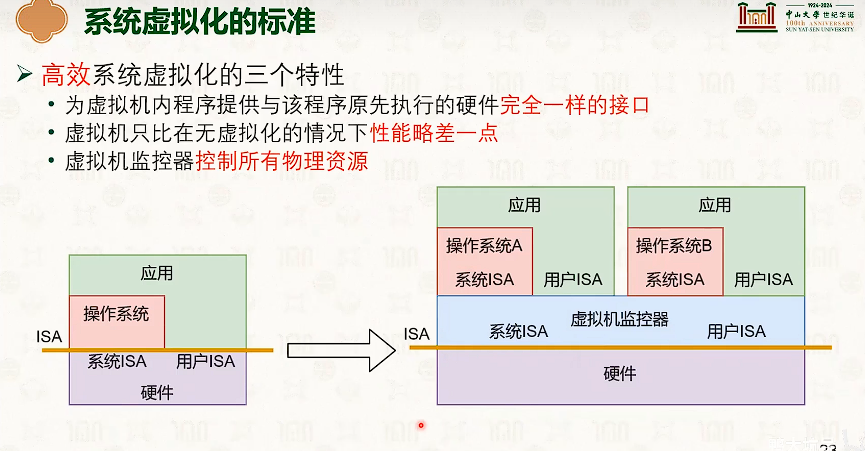 系统虚拟化的标准
1924-2024
中山大学 世纪华诞
100th ANNIVERSARY
SUN YAT-SEN UNIVERSITY
高效系统虚拟化的三个特性
• 为虚拟机内程序提供与该程序原先执行的硬件完全一样的接口
• 虚拟机只比在无虚拟化的情况下性能略差一点
• 虚拟机监控器控制所有物理资源
应用
操作系统
ISA
系统ISA 用户ISA
硬件
应用 应用
操作系统A 操作系统B
系统ISA 用户ISA 系统ISA 用户ISA
虚拟机监控器
ISA
系统ISA 用户ISA
硬件
23